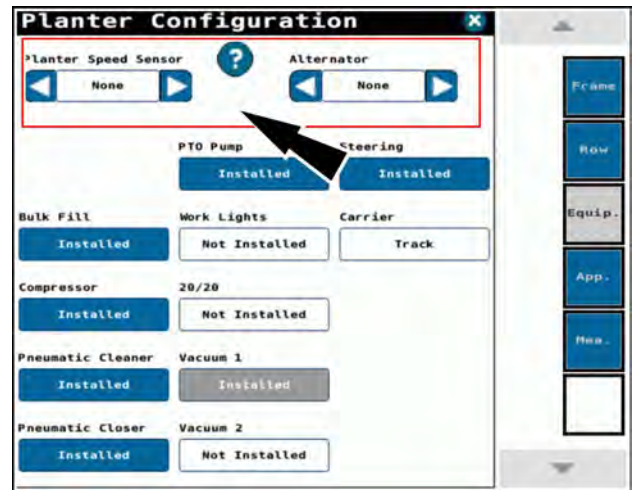 Planter Configuration
Planter Speed Sensor
?
Alternator
None
None
PTO Pump
Steering
Installed
Installed
Bulk Fill
Work Lights
Carrier
Installed
Not Installed
Track
Compressor
20/20
Installed
Not Installed
Pneumatic Cleaner
Vacuum 1
Installed
Installed
Pneumatic Closer
Vacuum 2
Installed
Not Installed
Frame
Row
Equip.
App.
Mea.